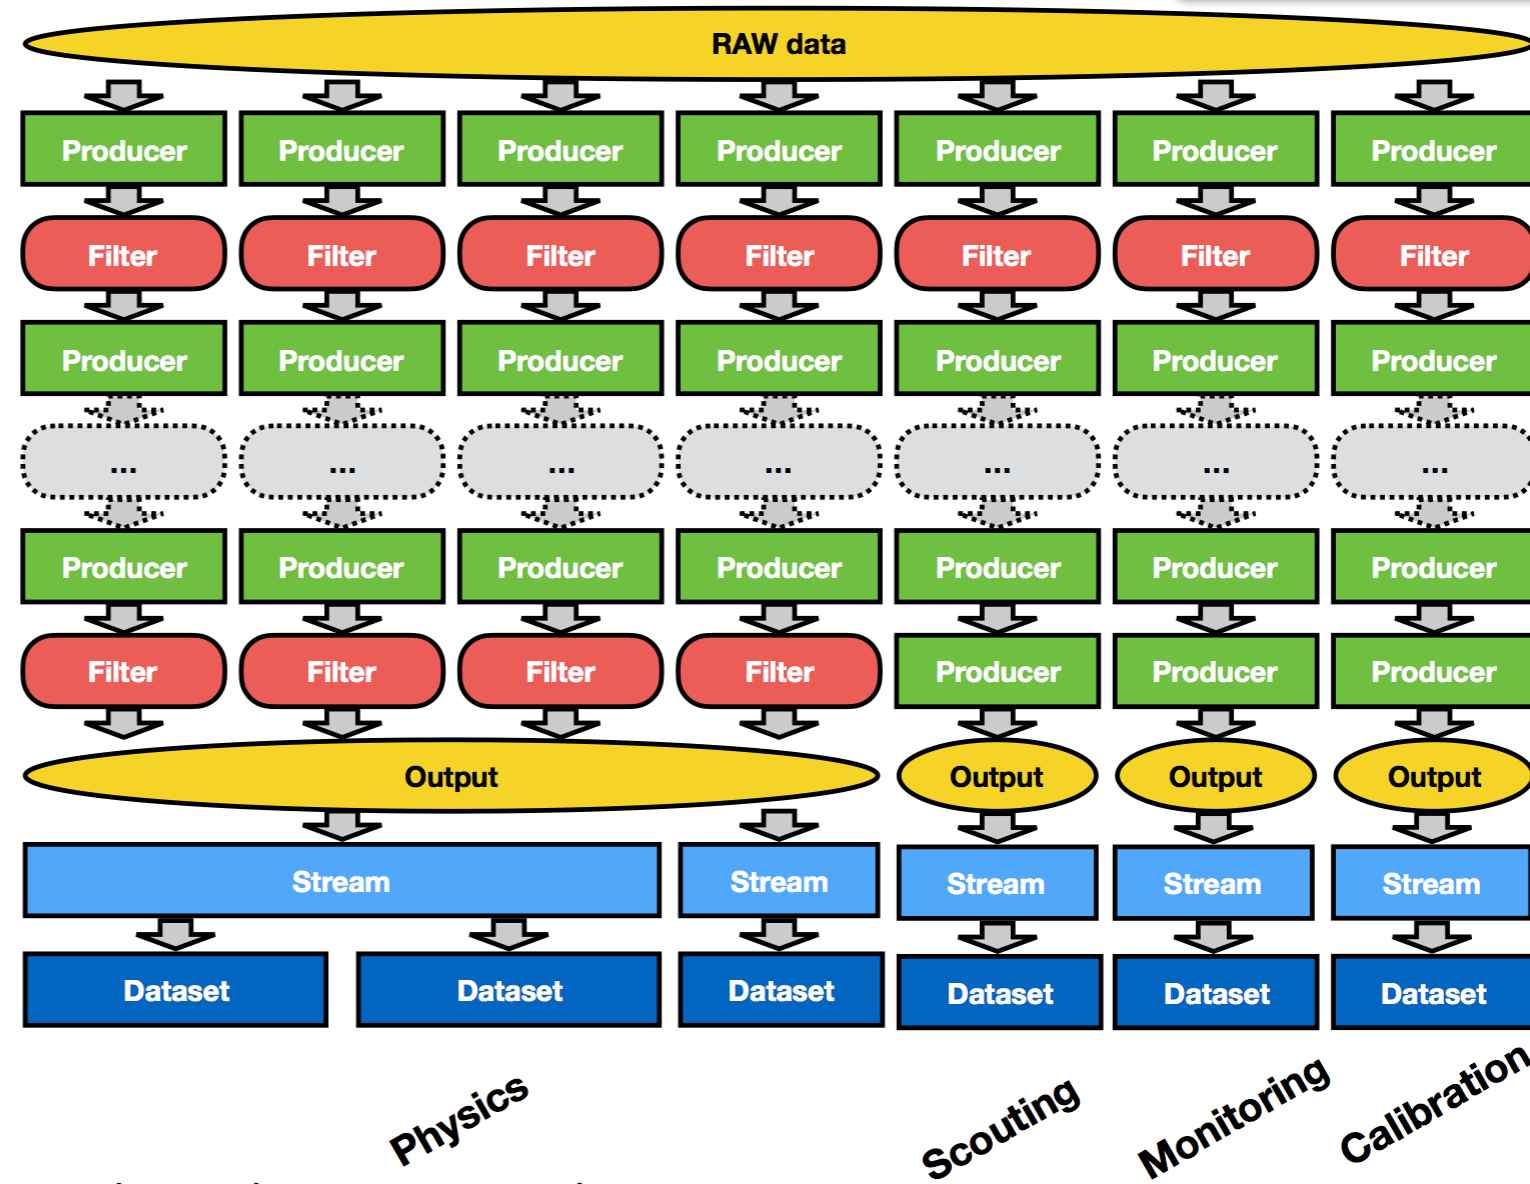 RAW data
Producer Producer Producer Producer Producer Producer Producer
Filter Filter Filter Filter Filter Filter Filter
Producer Producer Producer Producer Producer Producer Producer
... ... ... ... ... ... ...
Producer Producer Producer Producer Producer Producer Producer
Filter Filter Filter Filter Producer Producer Producer
Output Output Output Output
Stream Stream Stream Stream Stream
Dataset Dataset Dataset Dataset Dataset Dataset
Physics Scouting Monitoring Calibration